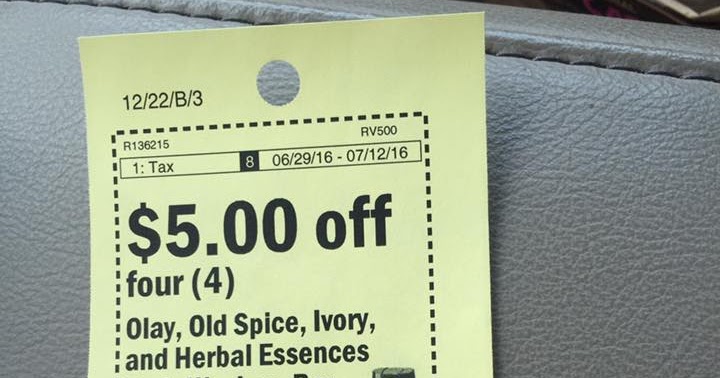 12/22/B/3
R136215 RV500
1: Tax 8 06/29/16 - 07/12/16
$5.00 off
four (4)
Olay, Old Spice, Ivory,
and Herbal Essences